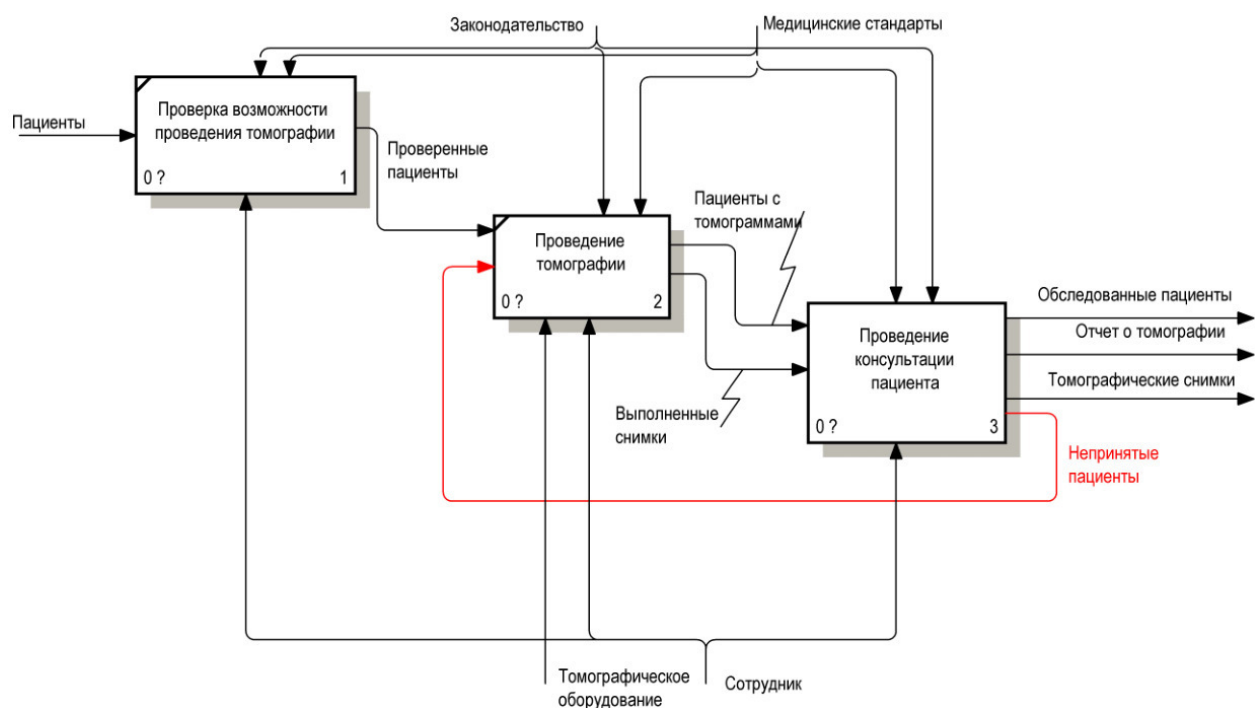 Законодательство
Медицинские стандарты
Пациенты
Проверка возможности
проведения томографии
0 ?
1
Проверенные
пациенты
Проведение
томографии
0 ?
2
Пациенты с
томограммами
Выполненные
снимки
Проведение
консультации
пациента
0 ?
3
Обследованные пациенты
Отчет о томографии
Томографические снимки
Непринятые
пациенты
Томографическое
оборудование
Сотрудник